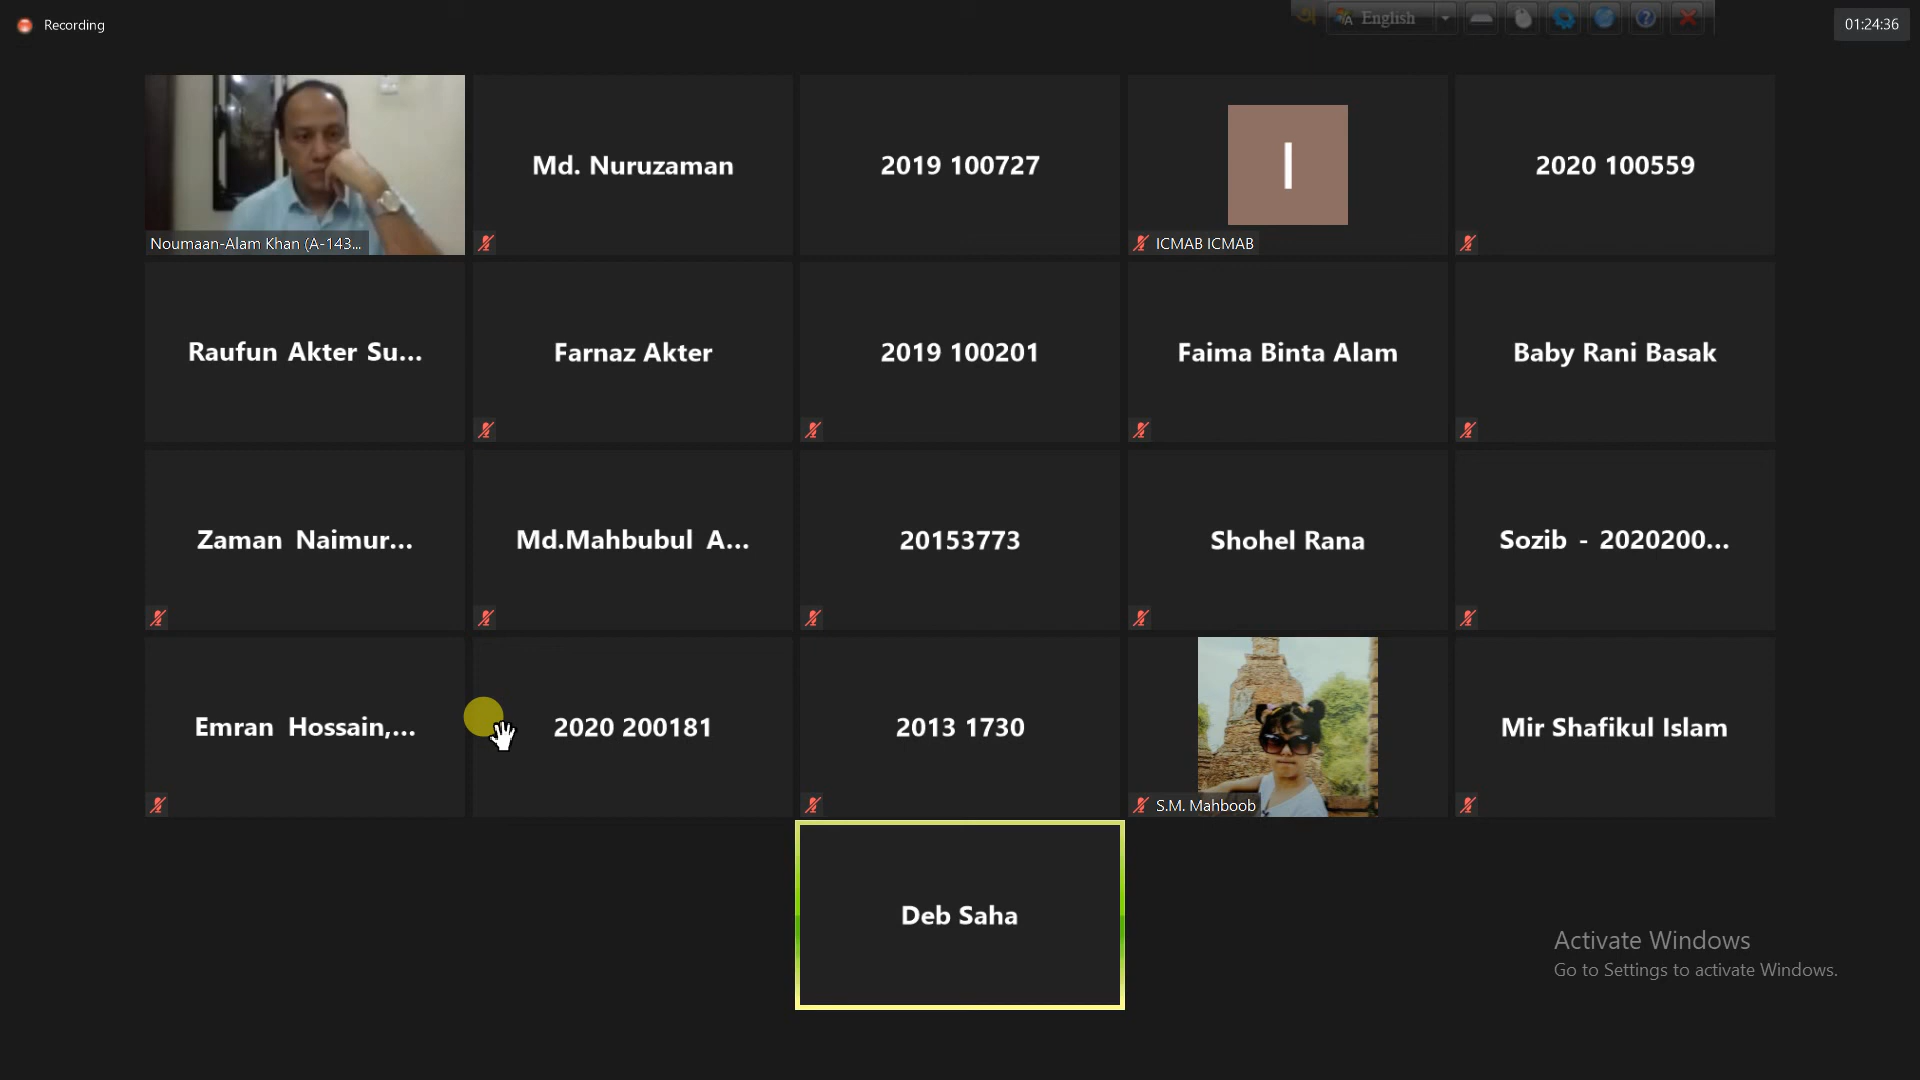 Recording
English
01:24:36
Noumaan-Alam Khan (A-143...
Md. Nuruzaman
2019 100727
I
ICMAB ICMAB
2020 100559
Raufun Akter Su...
Farnaz Akter
2019 100201
Faima Binta Alam
Baby Rani Basak
Zaman Naimur...
Md.Mahbubul A...
20153773
Shohel Rana
Sozib - 2020200...
Emran Hossain,...
2020 200181
2013 1730
S.M. Mahboob
Mir Shafikul Islam
Deb Saha
Activate Windows
Go to Settings to activate Windows.